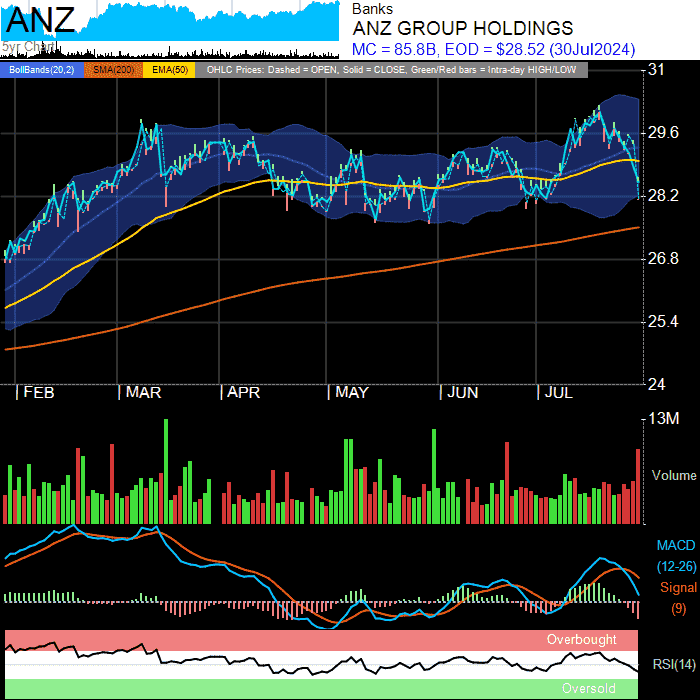 ANZ
5yr Chart
Banks
ANZ GROUP HOLDINGS
MC = 85.8B, EOD = $28.52 (30Jul2024)
BollBands(20,2) SMA(200) EMA(50) OHLC Prices: Dashed = OPEN, Solid = CLOSE, Green/Red bars = Intra-day HIGH/LOW
31
29.6
28.2
26.8
25.4
24
FEB MAR APR MAY JUN JUL
13M
Volume
MACD
(12-26)
Signal
(9)
Overbought
RSI(14)
Oversold